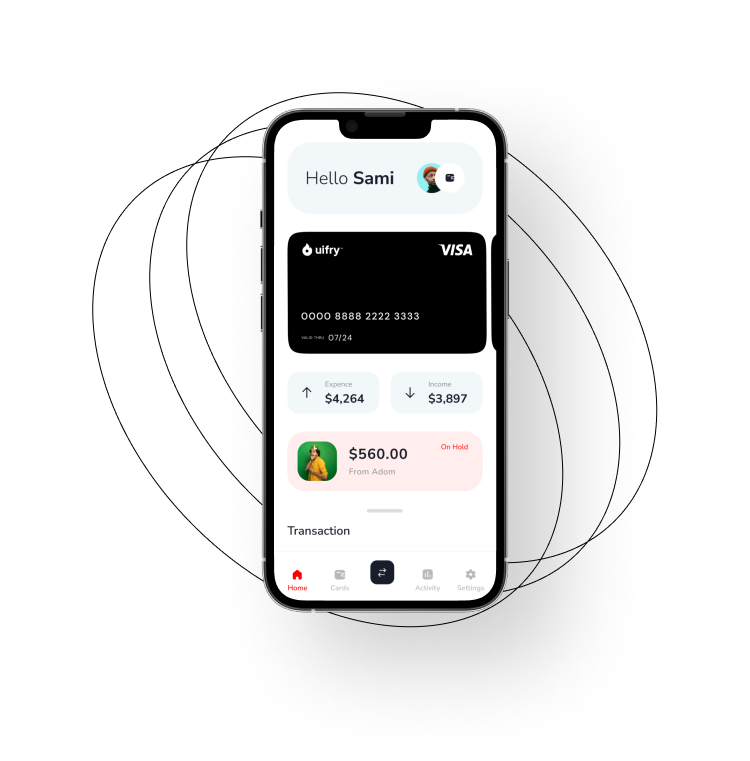 Hello Sami
uifry™
VISA
0000 8888 2222 3333
VALID THRU 07/24
Expence
$4,264
Income
$3,897
$560.00
On Hold
From Adom
Transaction
Home
Cards
Activity
Settings